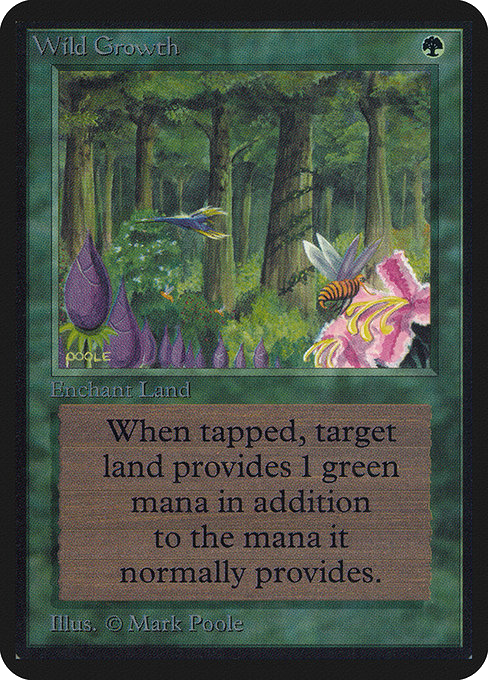 Wild Growth
POOLE
Enchant Land
When tapped, target
land provides 1 green
mana in addition
to the mana it
normally provides.
Illus. © Mark Poole